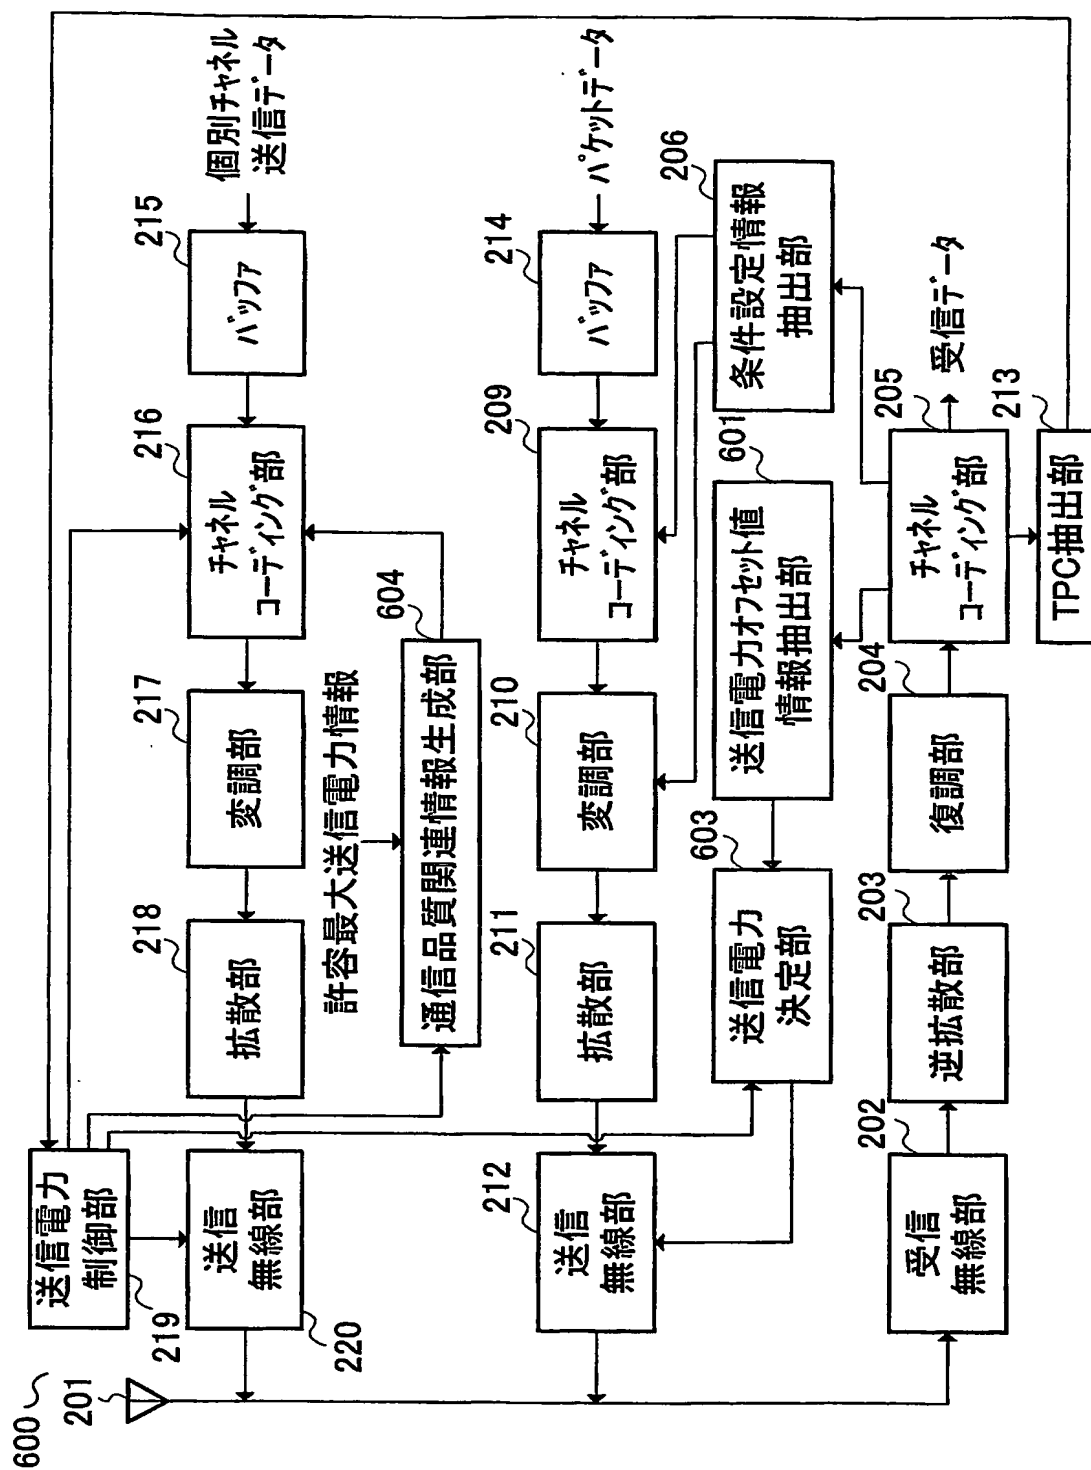 600
201
送信電力
制御部
219
送信
無線部
220
拡散部
218
変調部
217
チャネル
コーディング部
216
バッファ
215
個別チャネル
送信データ
許容最大送信電力情報
通信品質関連情報生成部
604
送信
無線部
212
拡散部
211
変調部
210
チャネル
コーディング部
209
バッファ
214
パケットデータ
送信電力
決定部
603
送信電力オフセット値
情報抽出部
601
条件設定情報
抽出部
206
受信
無線部
202
逆拡散部
203
復調部
204
チャネル
コーディング部
205
受信データ
TPC抽出部
213